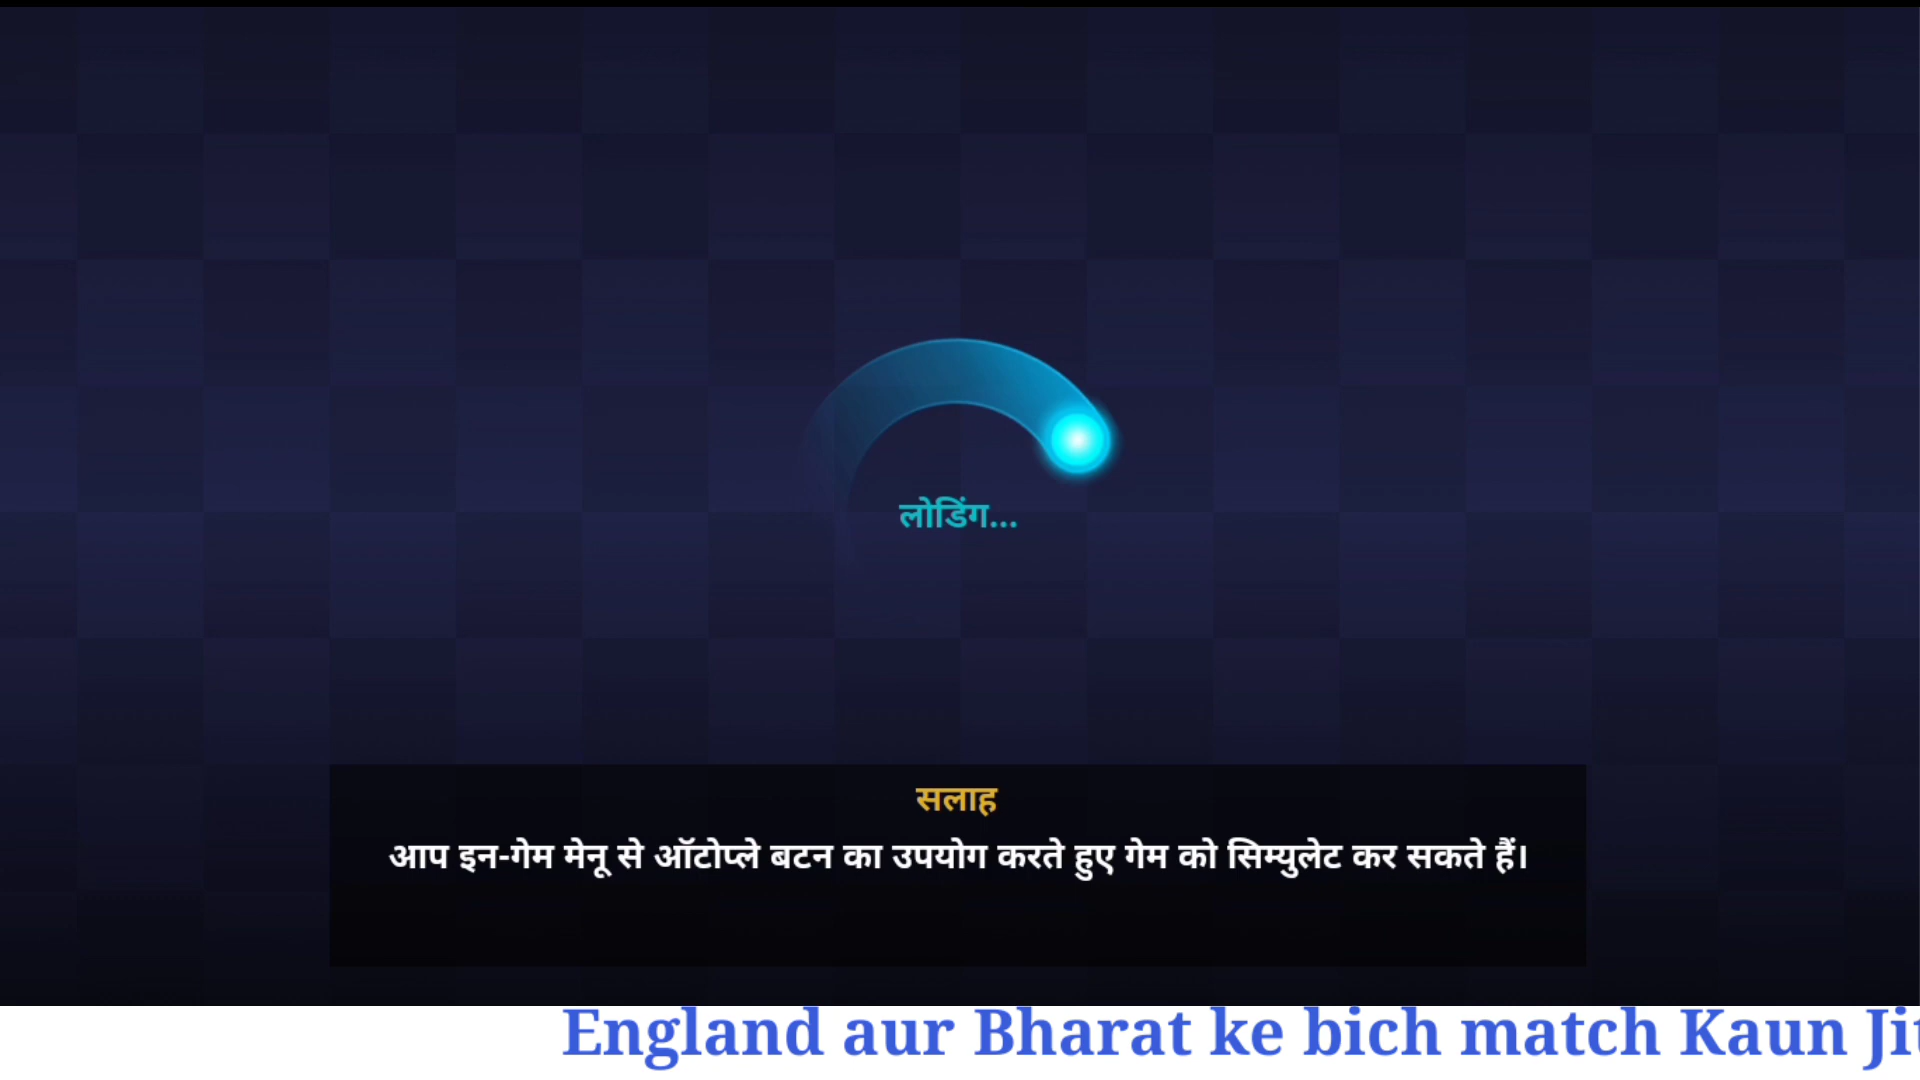 लोडिंग...
सलाह
आप इन-गेम मेनू से ऑटोप्ले बटन का उपयोग करते हुए गेम को सिम्युलेट कर सकते हैं।
England aur Bharat ke bich match Kaun